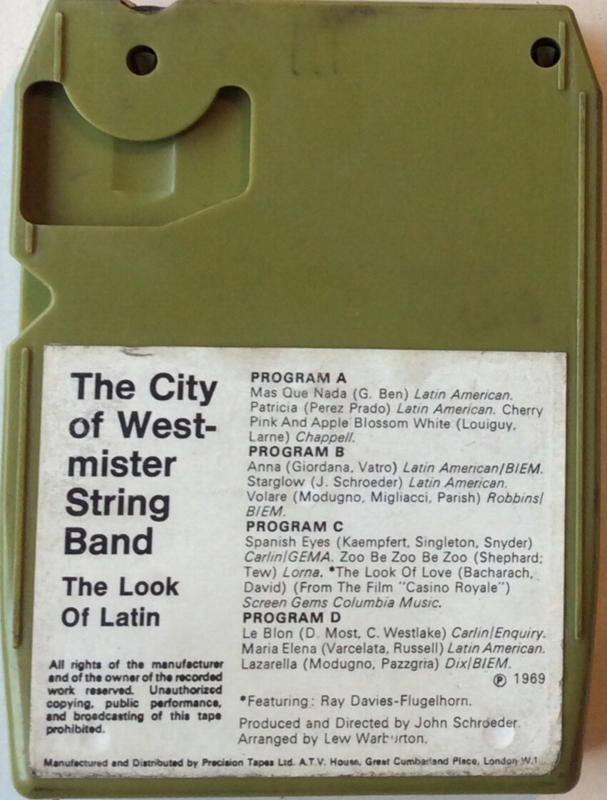 The City
of West-
mister
String
Band
The Look
Of Latin
All rights of the manufacturer
and of the owner of the recorded
work reserved. Unauthorized
copying, public performance,
and broadcasting of this tape
prohibited.
PROGRAM A
Mas Que Nada (G. Ben) Latin American.
Patricia (Perez Prado) Latin American. Cherry
Pink And Apple Blossom White (Louiguy,
Larne) Chappell.
PROGRAM B
Anna (Giordana, Vatro) Latin American/BIEM.
Starglow (J. Schroeder) Latin American.
Volare (Modugno, Migliacci, Parish) Robbins/
BIEM.
PROGRAM C
Spanish Eyes (Kaempfert, Singleton, Snyder)
Carlin/GEMA. Zoo Be Zoo Be Zoo (Shephard;
Tew) Lorna. *The Look Of Love (Bacharach,
David) (From The Film "Casino Royale")
Screen Gems Columbia Music.
PROGRAM D
Le Blon (D. Most, C. Westlake) Carlin/Enquiry.
Maria Elena (Varcelata, Russell) Latin American.
Lazarella (Modugno, Pazzgria) Dix/BIEM.
℗ 1969
*Featuring: Ray Davies-Flugelhorn.
Produced and Directed by John Schroeder.
Arranged by Lew Warburton.
Manufactured and Distributed by Precision Tapes Ltd. A.T.V. House, Great Cumberland Place, London W.1.